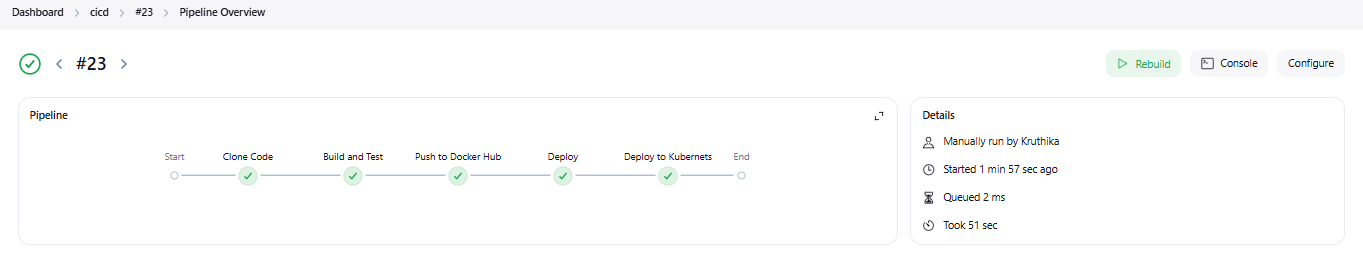 Dashboard > cicd > #23 > Pipeline Overview
#23
Rebuild
Console
Configure
Pipeline
Start Clone Code Build and Test Push to Docker Hub Deploy Deploy to Kubernets End
Details
Manually run by Kruthika
Started 1 min 57 sec ago
Queued 2 ms
Took 51 sec